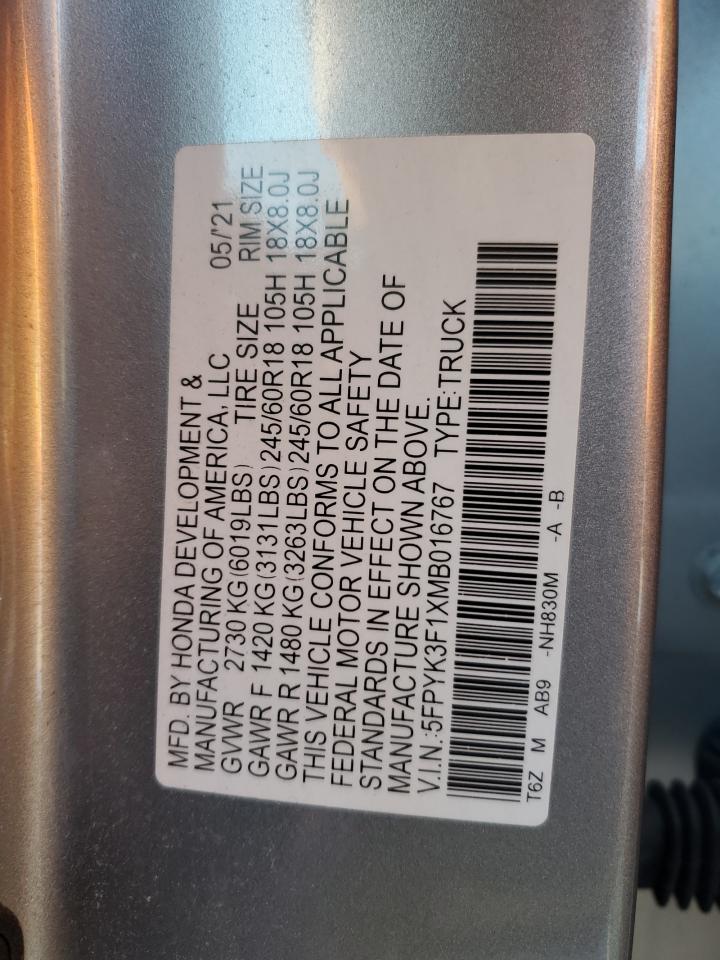 MFD. BY HONDA DEVELOPMENT &
MANUFACTURING OF AMERICA, LLC 05/'21
GVWR 2730 KG(6019LBS) TIRE SIZE RIM SIZE
GAWR F 1420 KG(3131LBS)245/60R18 105H 18X8.0J
GAWR R 1480 KG(3263LBS)245/60R18 105H 18X8.0J
THIS VEHICLE CONFORMS TO ALL APPLICABLE
FEDERAL MOTOR VEHICLE SAFETY
STANDARDS IN EFFECT ON THE DATE OF
MANUFACTURE SHOWN ABOVE.
V.I.N.:5FPYK3F1XMB016767 TYPE:TRUCK
T6Z M AB9 -NH830M -A -B